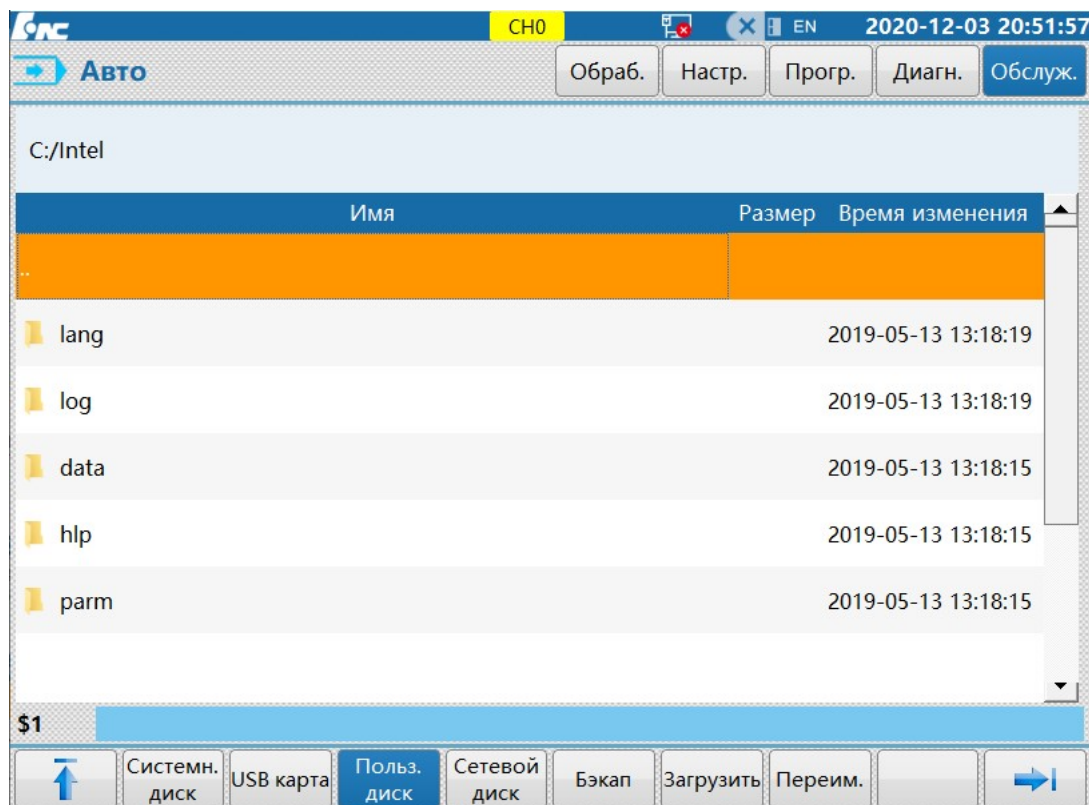 CH0 EN 2020-12-03 20:51:57
Авто Обраб. Настр. Прогр. Диагн. Обслуж.
C:/Intel
Имя Размер Время изменения
..
lang 2019-05-13 13:18:19
log 2019-05-13 13:18:19
data 2019-05-13 13:18:15
hlp 2019-05-13 13:18:15
parm 2019-05-13 13:18:15
$1
Системн. диск USB карта Польз. диск Сетевой диск Бэкап Загрузить Переим.